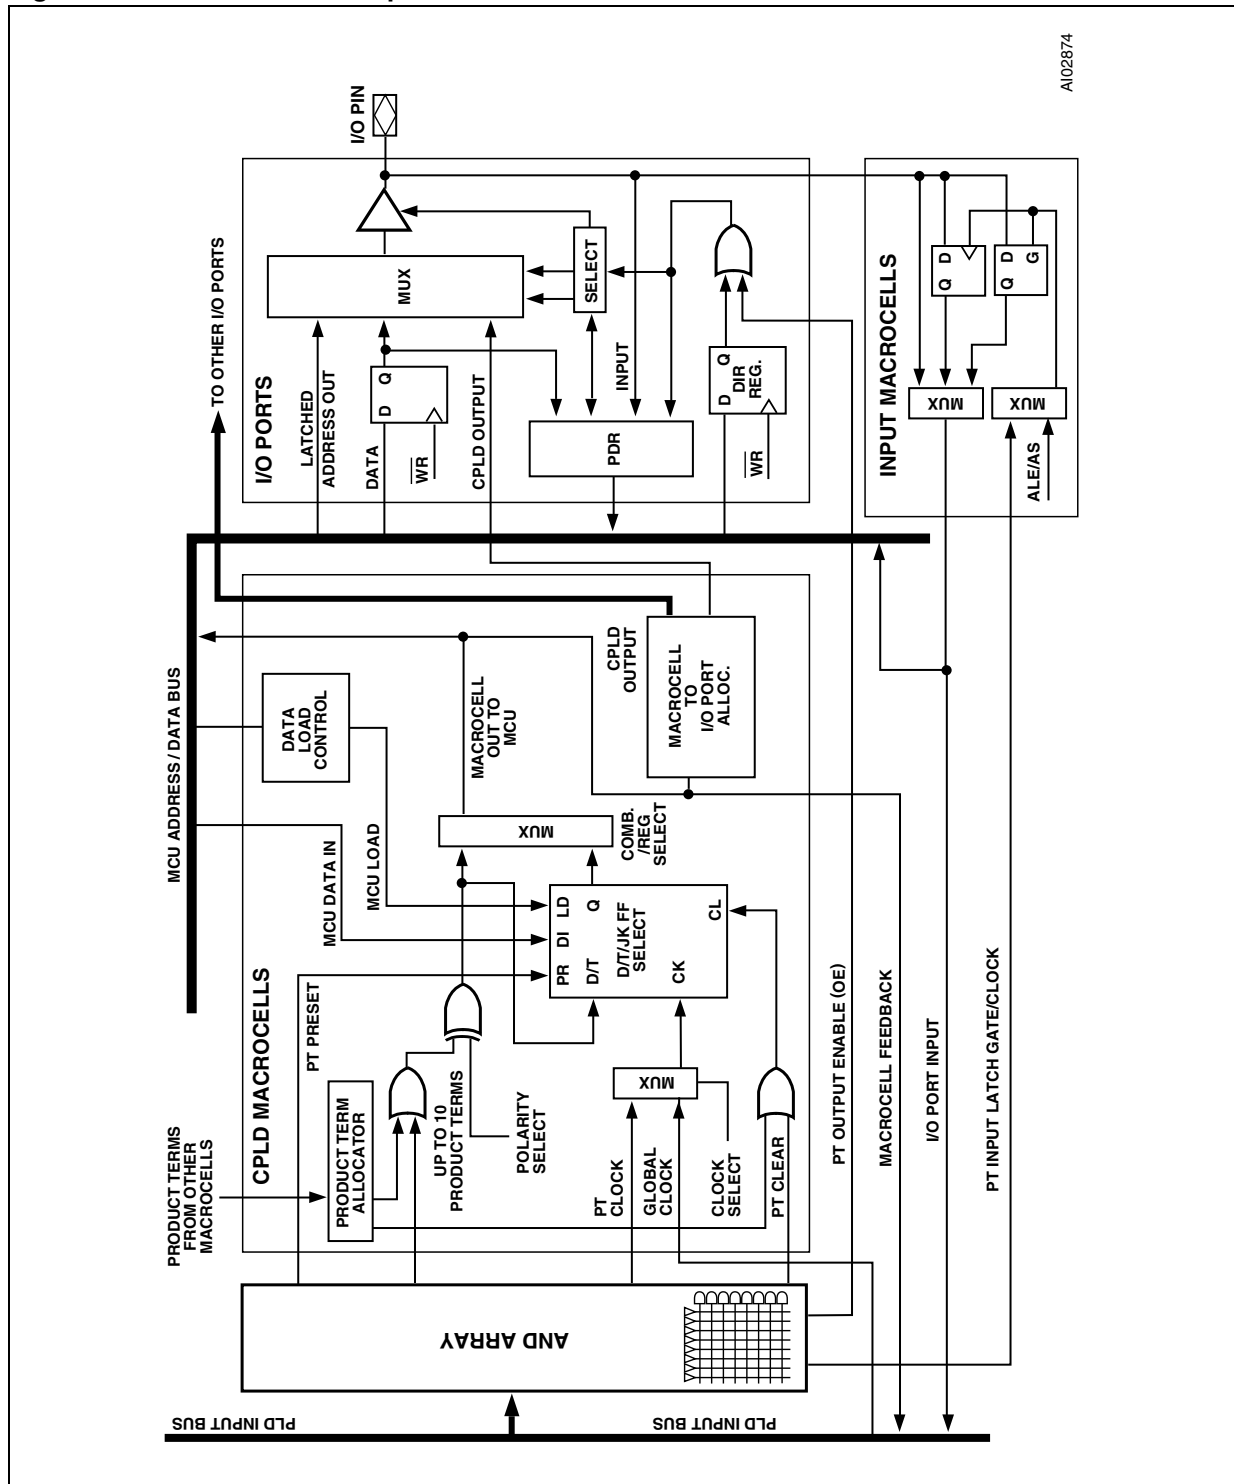 AI02874
I/O PIN
TO OTHER I/O PORTS
I/O PORTS
LATCHED
ADDRESS OUT
DATA
WR
D Q
CPLD OUTPUT
MUX
SELECT
INPUT
PDR
WR
D Q
DIR
REG.
INPUT MACROCELLS
Q D
Q D
G
MUX
MUX
ALE/AS
MCU ADDRESS / DATA BUS
CPLD MACROCELLS
DATA
LOAD
CONTROL
MCU DATA IN
MCU LOAD
PT PRESET
MACROCELL
OUT TO
MCU
CPLD
OUTPUT
MACROCELL
TO
I/O PORT
ALLOC.
MUX
COMB.
/REG
SELECT
PR DI LD
D/T Q
D/T/JK FF
SELECT
CK
CL
PRODUCT TERMS
FROM OTHER
MACROCELLS
PRODUCT TERM
ALLOCATOR
UP TO 10
PRODUCT TERMS
POLARITY
SELECT
PT
CLOCK
GLOBAL
CLOCK
MUX
CLOCK
SELECT
PT CLEAR
PT OUTPUT ENABLE (OE)
MACROCELL FEEDBACK
I/O PORT INPUT
PT INPUT LATCH GATE/CLOCK
AND ARRAY
PLD INPUT BUS
PLD INPUT BUS